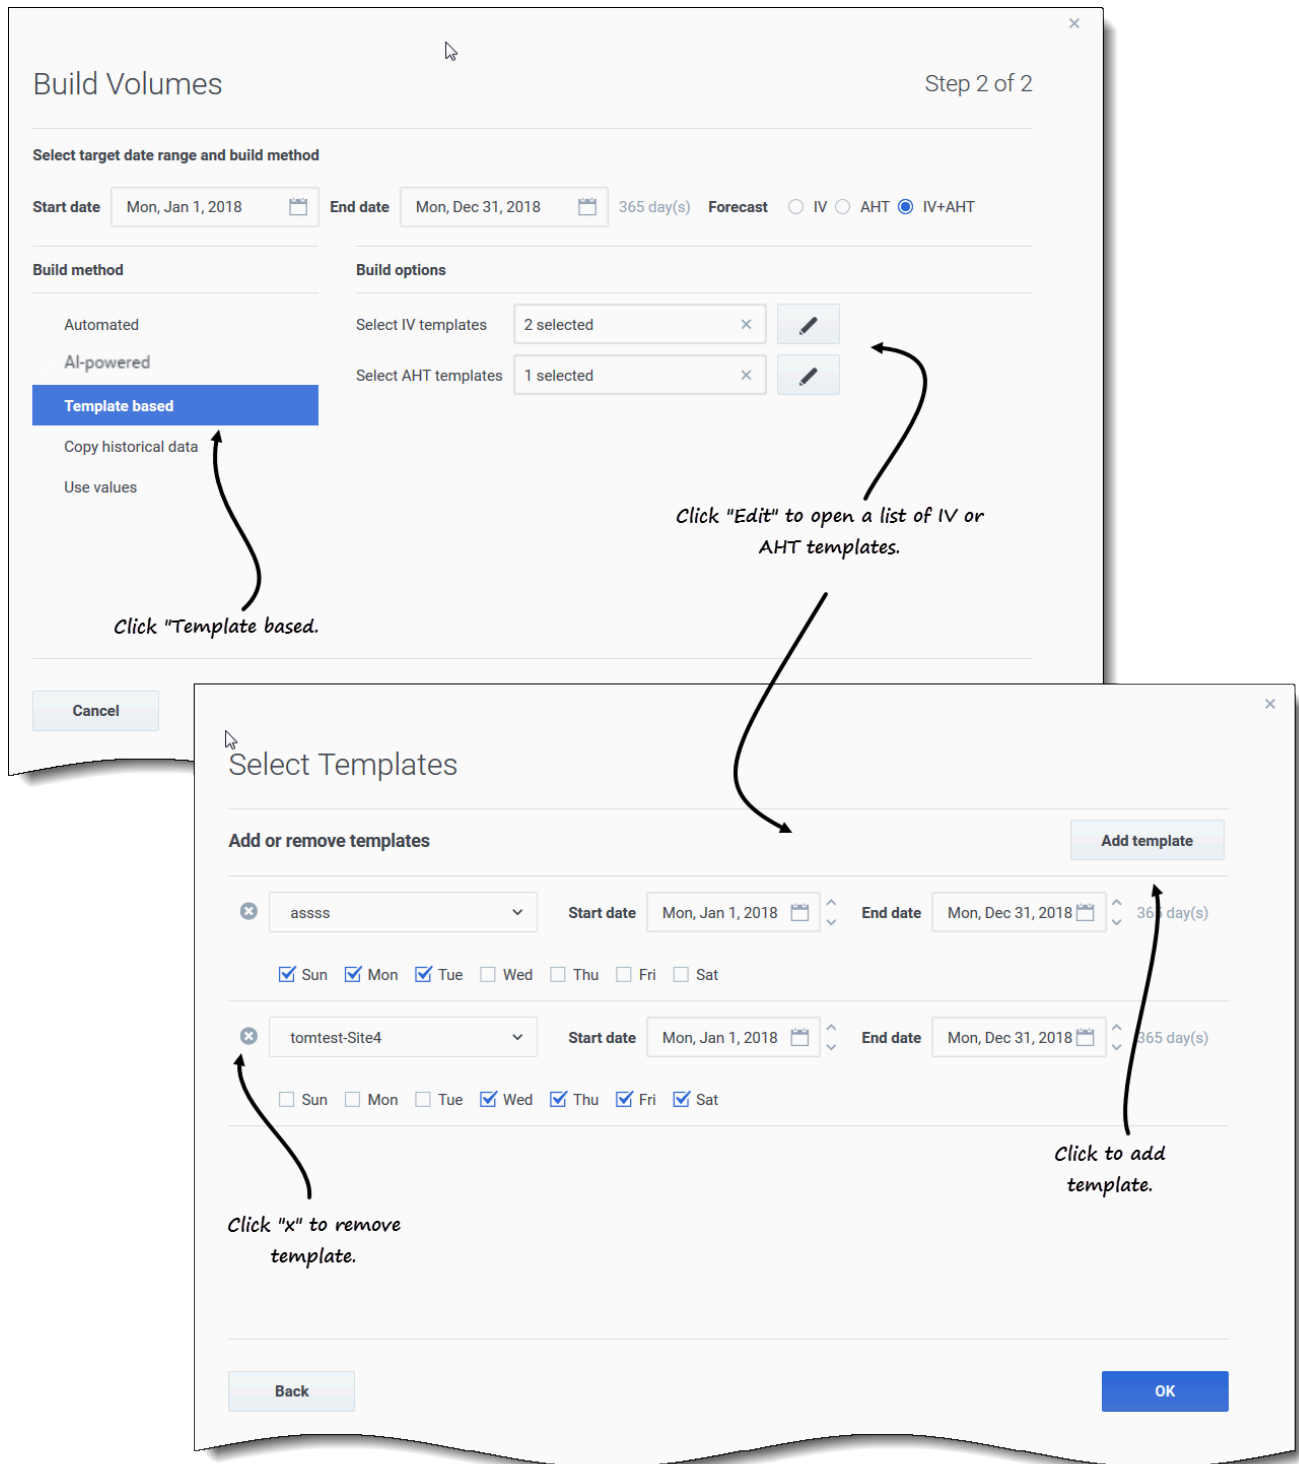 Build Volumes
Step 2 of 2
Select target date range and build method
Start date Mon, Jan 1, 2018 End date Mon, Dec 31, 2018 365 day(s) Forecast IV AHT IV+AHT
Build method
Build options
Automated
AI-powered
Template based
Copy historical data
Use values
Select IV templates 2 selected
Select AHT templates 1 selected
Click "Edit" to open a list of IV or
AHT templates.
Click "Template based.
Cancel
Select Templates
Add or remove templates
Add template
assss Start date Mon, Jan 1, 2018 End date Mon, Dec 31, 2018 365 day(s)
Sun Mon Tue Wed Thu Fri Sat
tomtest-Site4 Start date Mon, Jan 1, 2018 End date Mon, Dec 31, 2018 365 day(s)
Sun Mon Tue Wed Thu Fri Sat
Click to add
template.
Click "x" to remove
template.
Back
OK